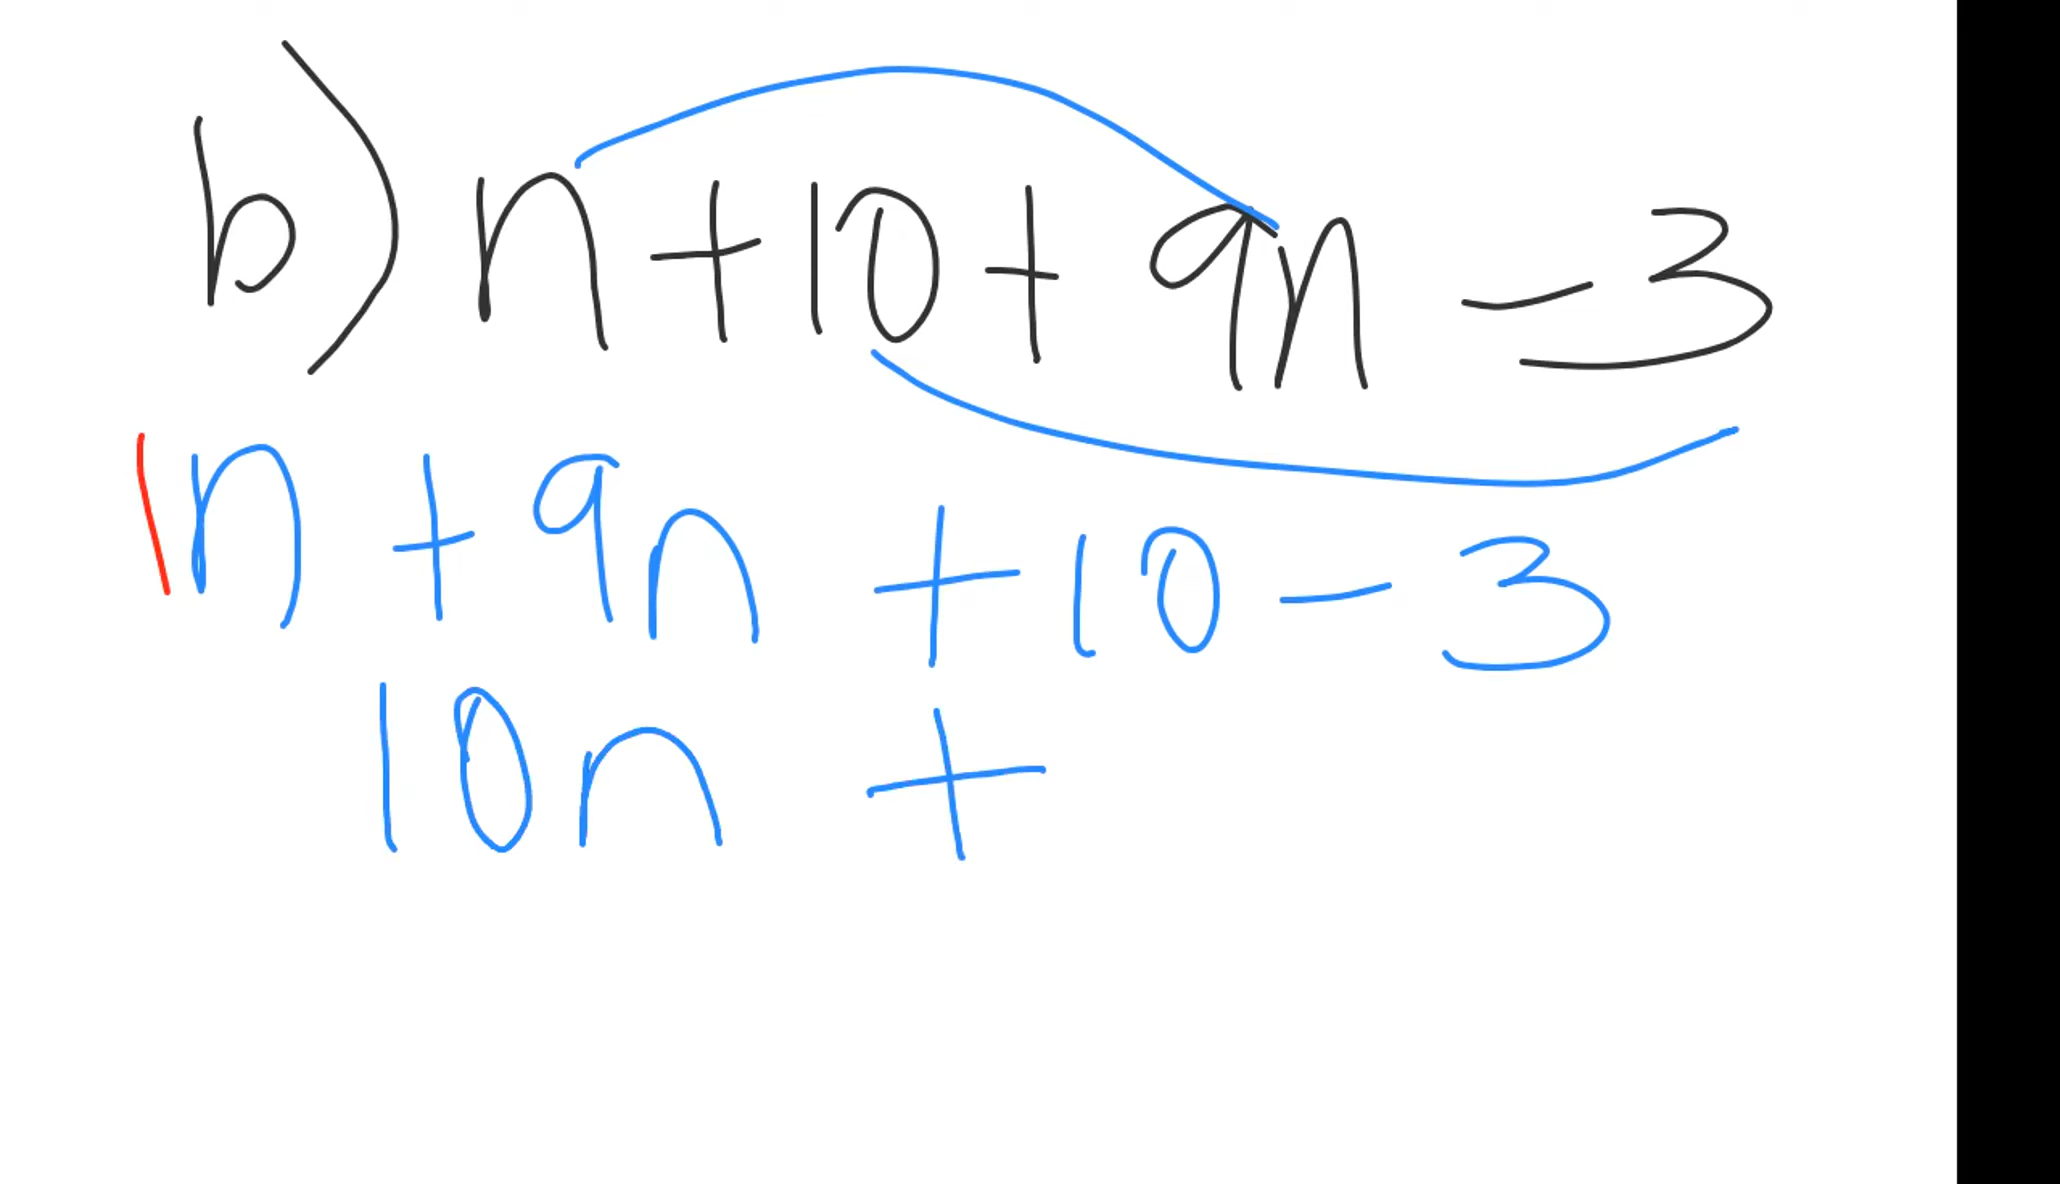 b) n + 10 + 9n - 3
1n + 9n + 10 - 3
10n +